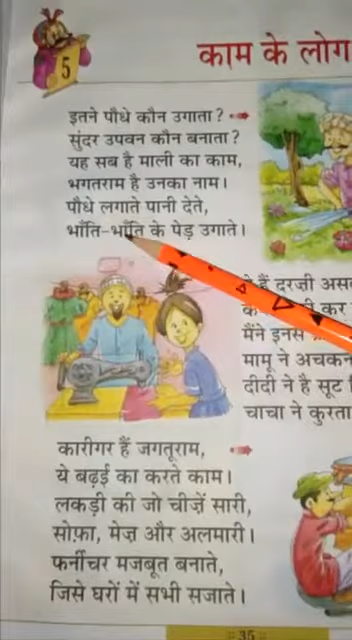 5
काम के लोग
इतने पौधे कौन उगाता?
सुंदर उपवन कौन बनाता?
यह सब है माली का काम,
भगतराम है उनका नाम।
पौधे लगाते पानी देते,
भाँति-भाँति के पेड़ उगाते।
हैं दरज़ी
कर
मैंने इनसे
मामू ने अचकन
दीदी ने है सूट
चाचा ने कुरता
कारीगर हैं जगतूराम,
ये बढ़ई का करते काम।
लकड़ी की जो चीज़ें सारी,
सोफ़ा, मेज़ और अलमारी।
फर्नीचर मजबूत बनाते,
जिसे घरों में सभी सजाते।
35